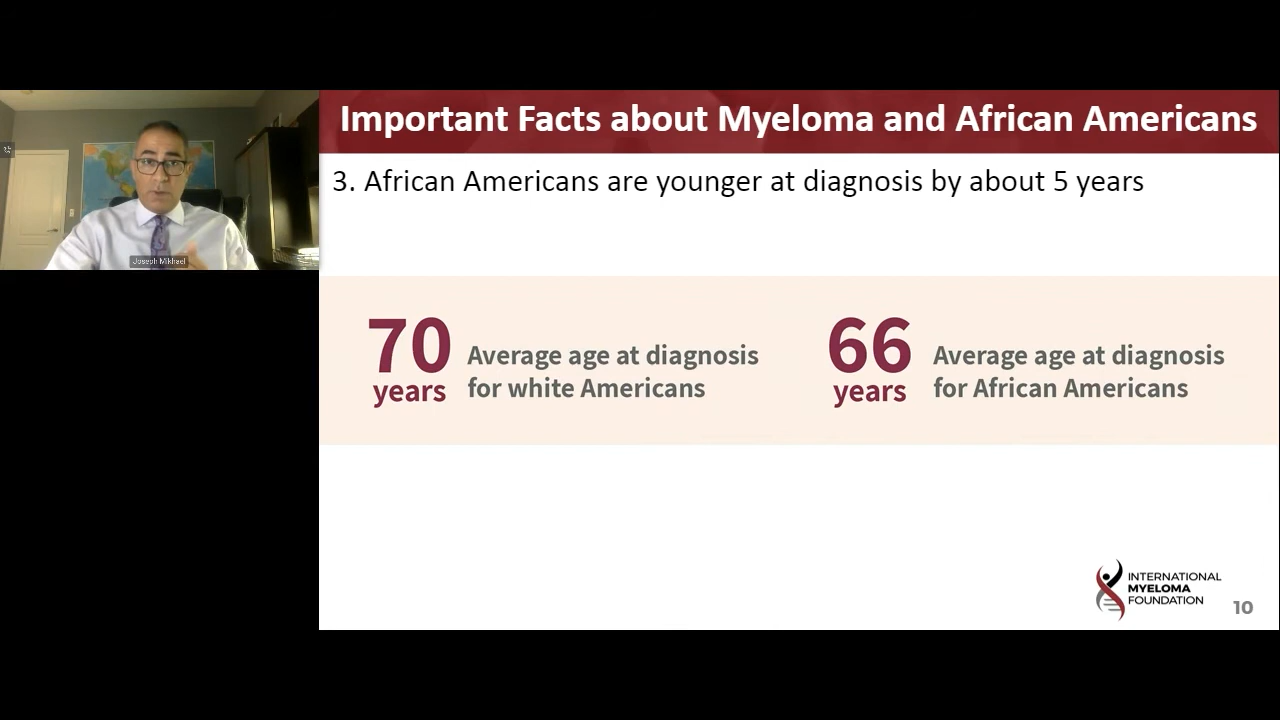 Important Facts about Myeloma and African Americans
3. African Americans are younger at diagnosis by about 5 years
70
years
Average age at diagnosis
for white Americans
66
years
Average age at diagnosis
for African Americans
Joseph Mikhael
INTERNATIONAL
MYELOMA
FOUNDATION
10